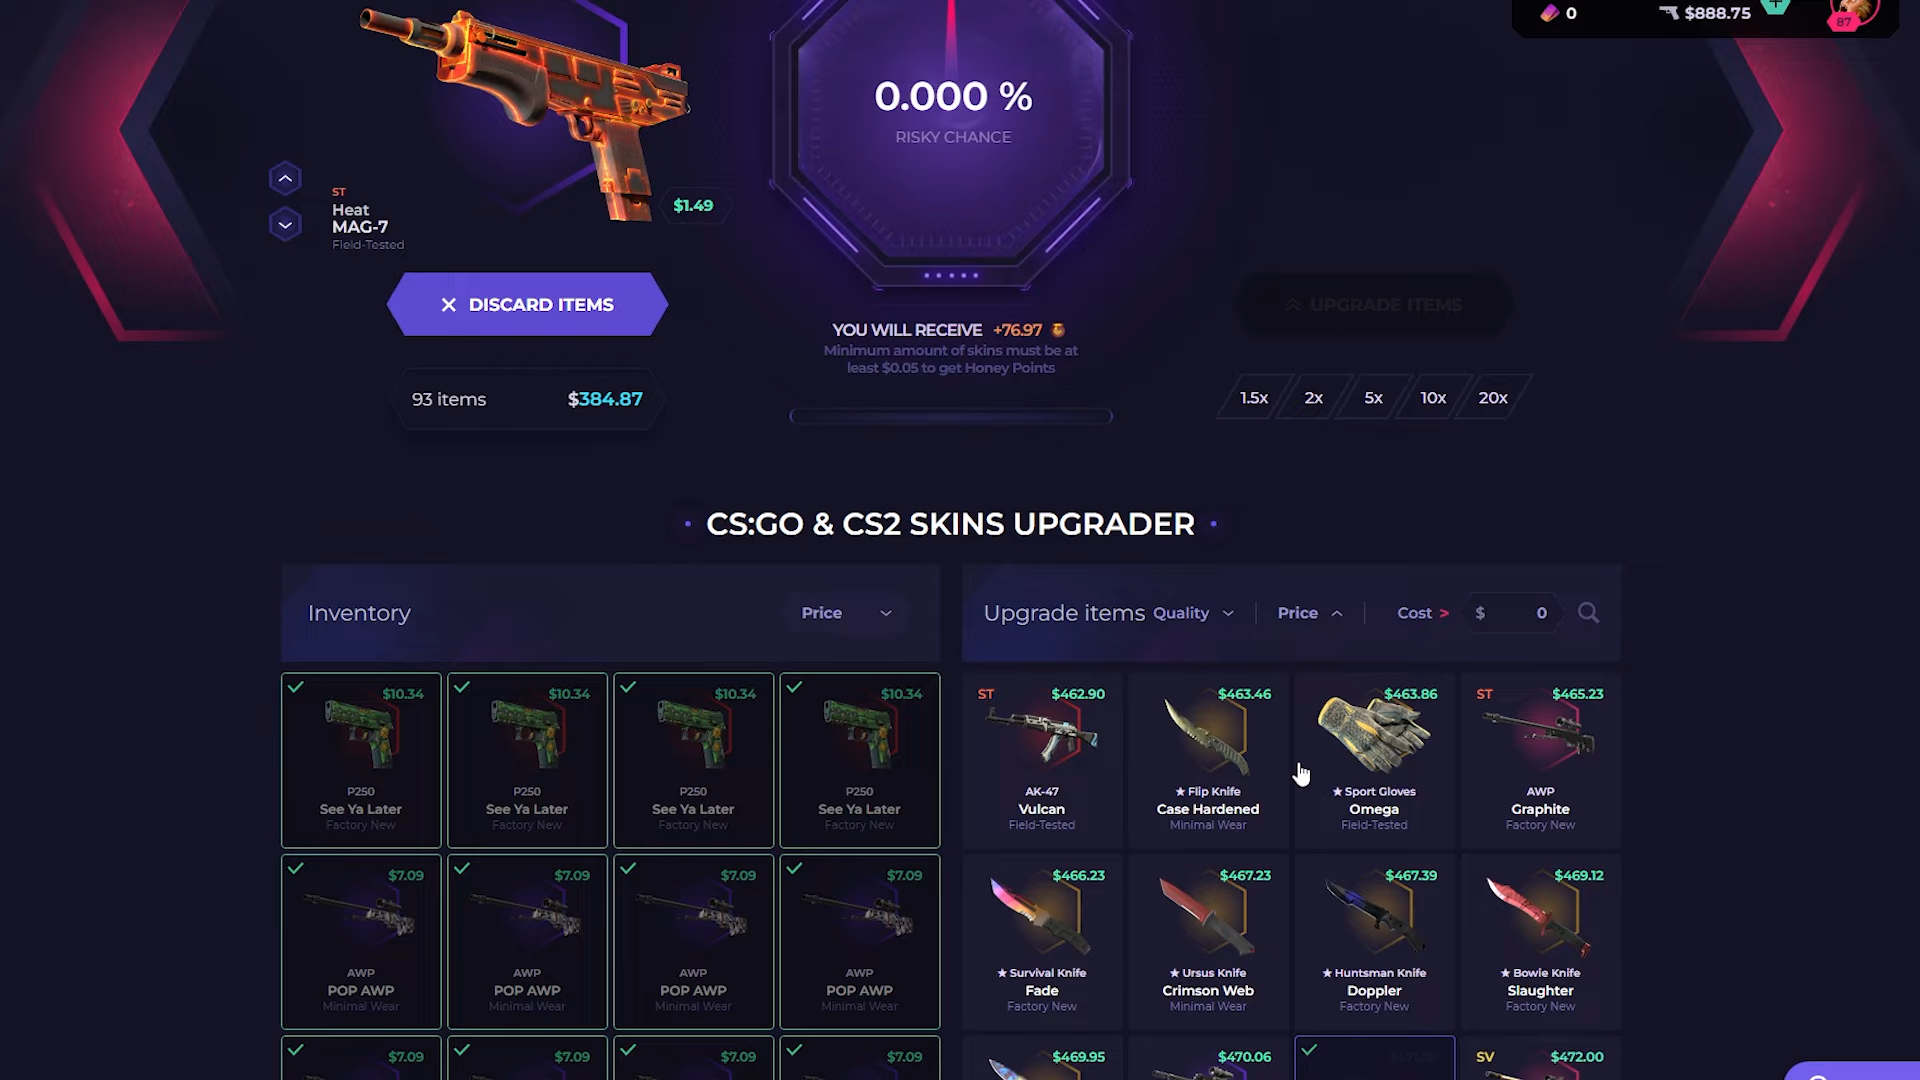 0
$888.75
87
0.000 %
RISKY CHANCE
ST
Heat
MAG-7
Field-Tested
$1.49
DISCARD ITEMS
UPGRADE ITEMS
YOU WILL RECEIVE +76.97
Minimum amount of skins must be at
least $0.05 to get Honey Points
93 items $384.87
1.5x 2x 5x 10x 20x
CS:GO & CS2 SKINS UPGRADER
Inventory Price
Upgrade items Quality Price Cost > $ 0
$10.34 $10.34 $10.34 $10.34
P250 P250 P250 P250
See Ya Later See Ya Later See Ya Later See Ya Later
Factory New Factory New Factory New Factory New
ST $462.90 $463.46 $463.86 ST $465.23
AK-47 ★ Flip Knife ★ Sport Gloves AWP
Vulcan Case Hardened Omega Graphite
Field-Tested Minimal Wear Field-Tested Factory New
$7.09 $7.09 $7.09 $7.09
AWP AWP AWP AWP
POP AWP POP AWP POP AWP POP AWP
Minimal Wear Minimal Wear Minimal Wear Minimal Wear
$466.23 $467.23 $467.39 $469.12
★ Survival Knife ★ Ursus Knife ★ Huntsman Knife ★ Bowie Knife
Fade Crimson Web Doppler Slaughter
Factory New Minimal Wear Factory New Factory New
$7.09 $7.09 $7.09 $7.09
$469.95 $470.06 SV $472.00